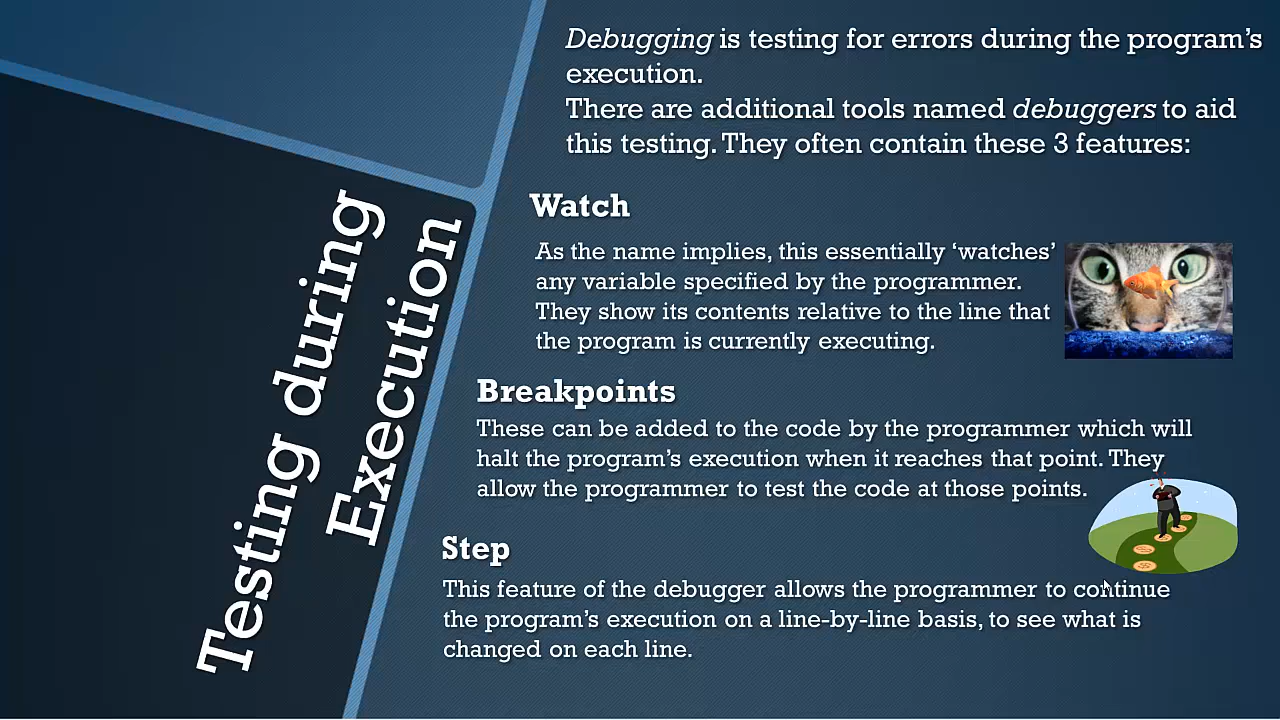 Testing during
Execution
Debugging is testing for errors during the program’s
execution.
There are additional tools named debuggers to aid
this testing. They often contain these 3 features:
Watch
As the name implies, this essentially ‘watches’
any variable specified by the programmer.
They show its contents relative to the line that
the program is currently executing.
Breakpoints
These can be added to the code by the programmer which will
halt the program’s execution when it reaches that point. They
allow the programmer to test the code at those points.
Step
This feature of the debugger allows the programmer to continue
the program’s execution on a line-by-line basis, to see what is
changed on each line.